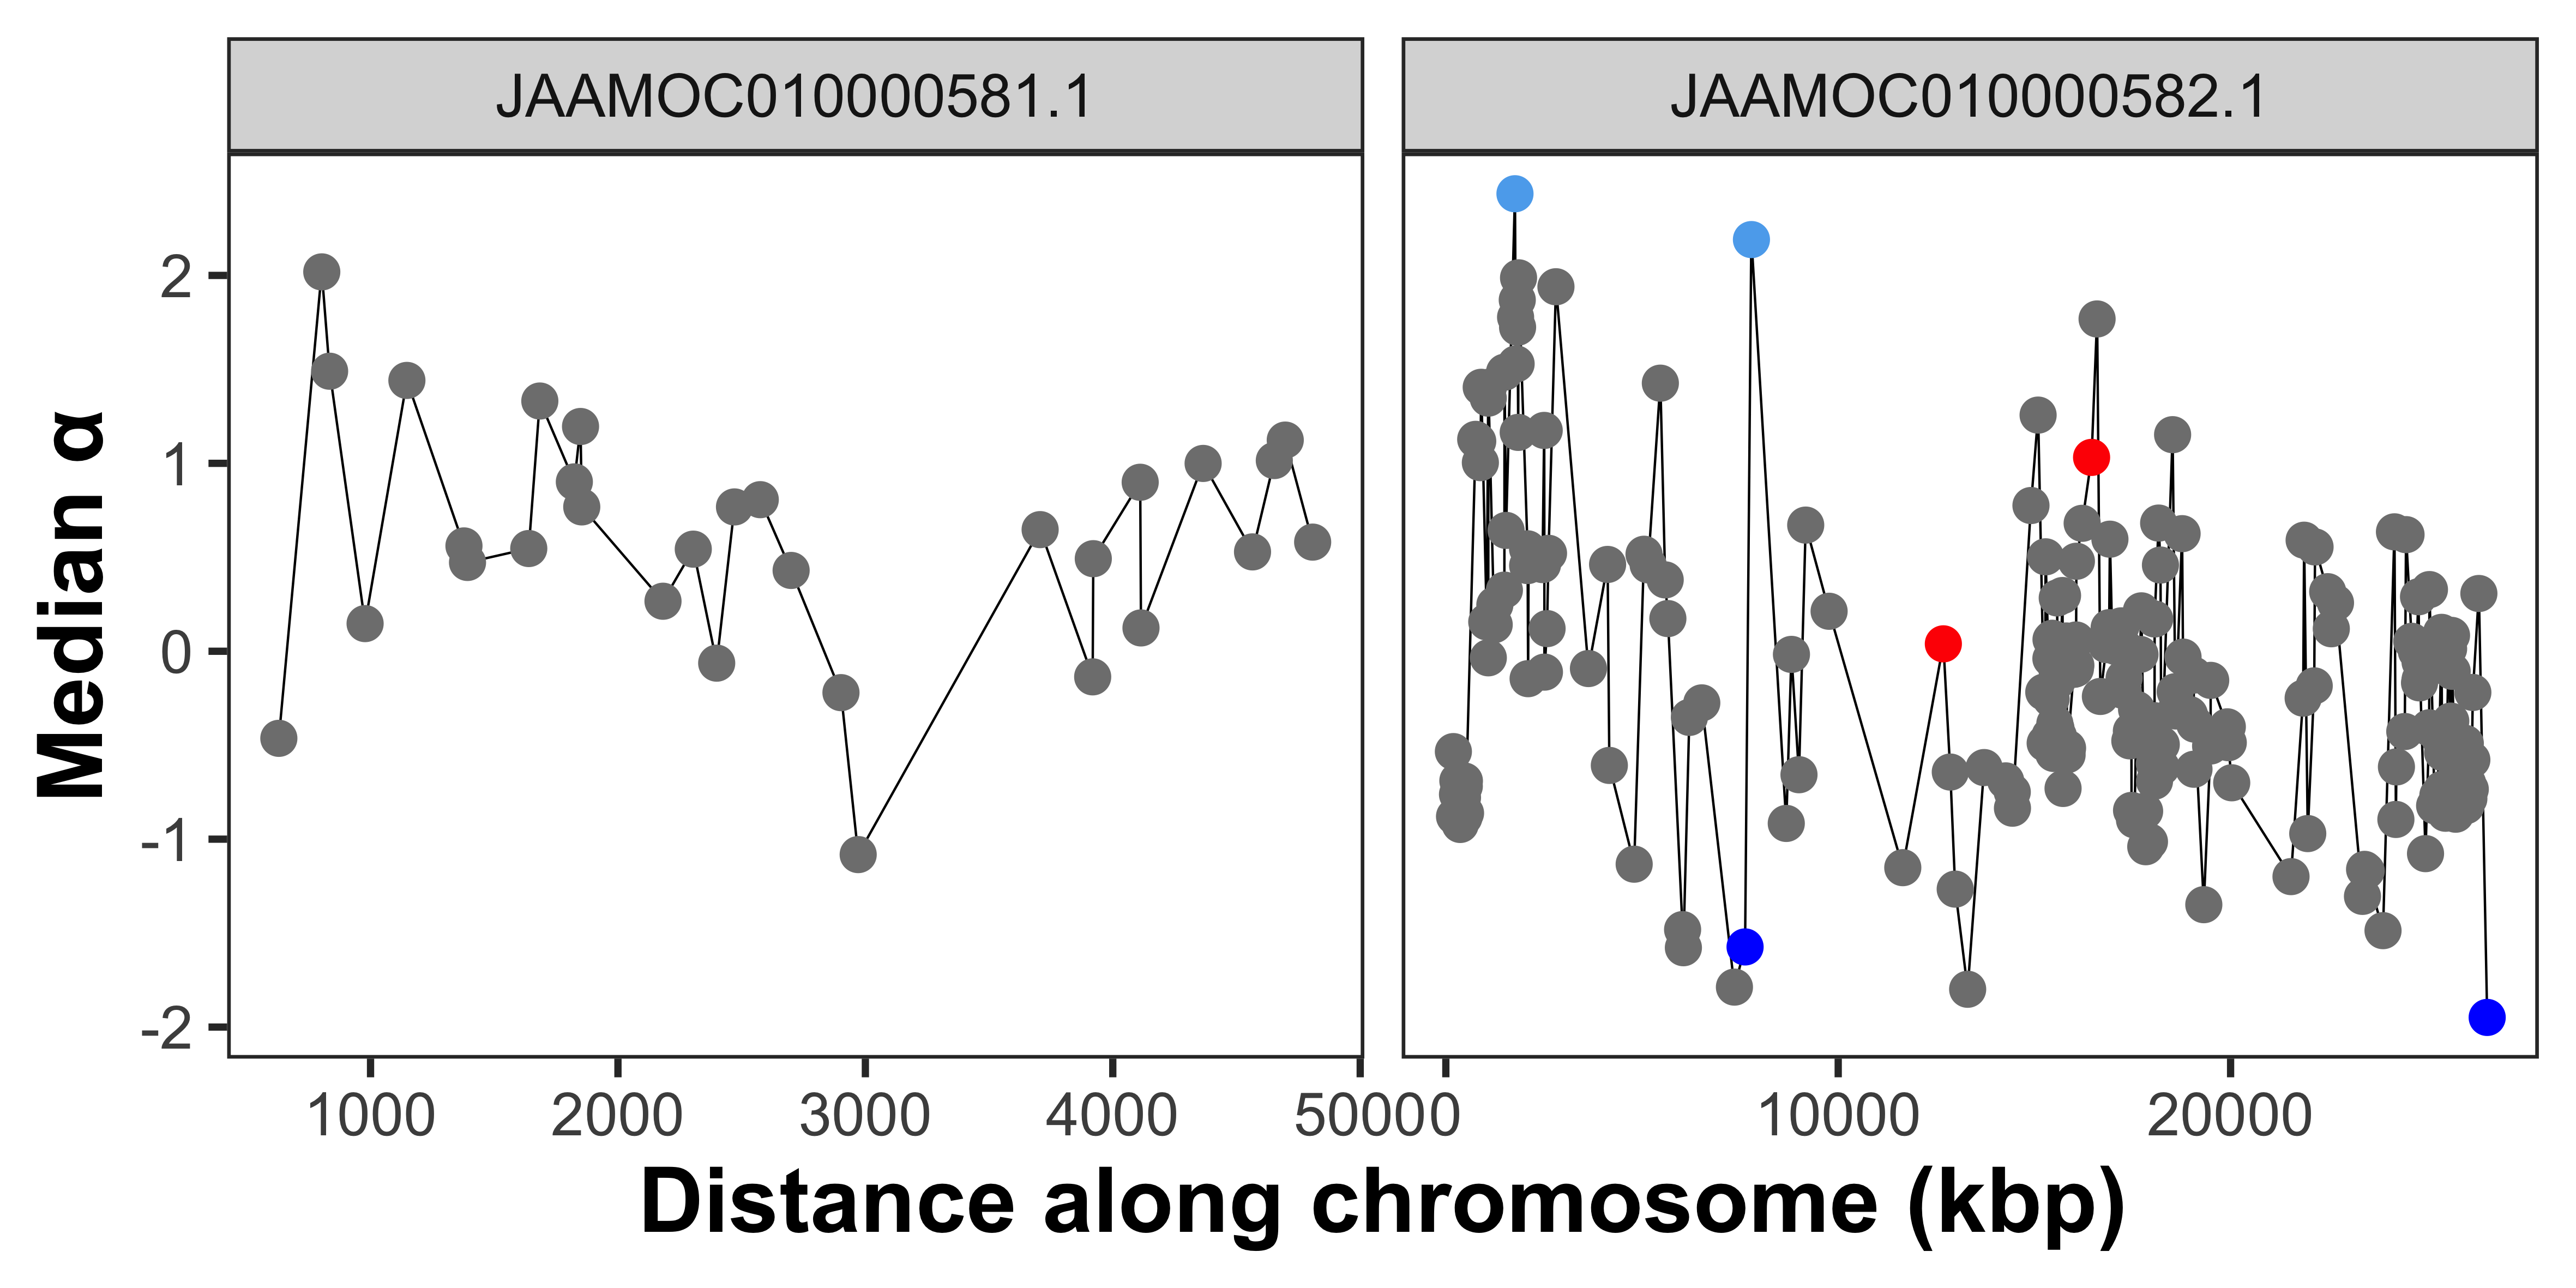 JAAMOC010000581.1 JAAMOC010000582.1
2
1
0
-1
-2
Median α
1000 2000 3000 4000 50000 10000 20000
Distance along chromosome (kbp)